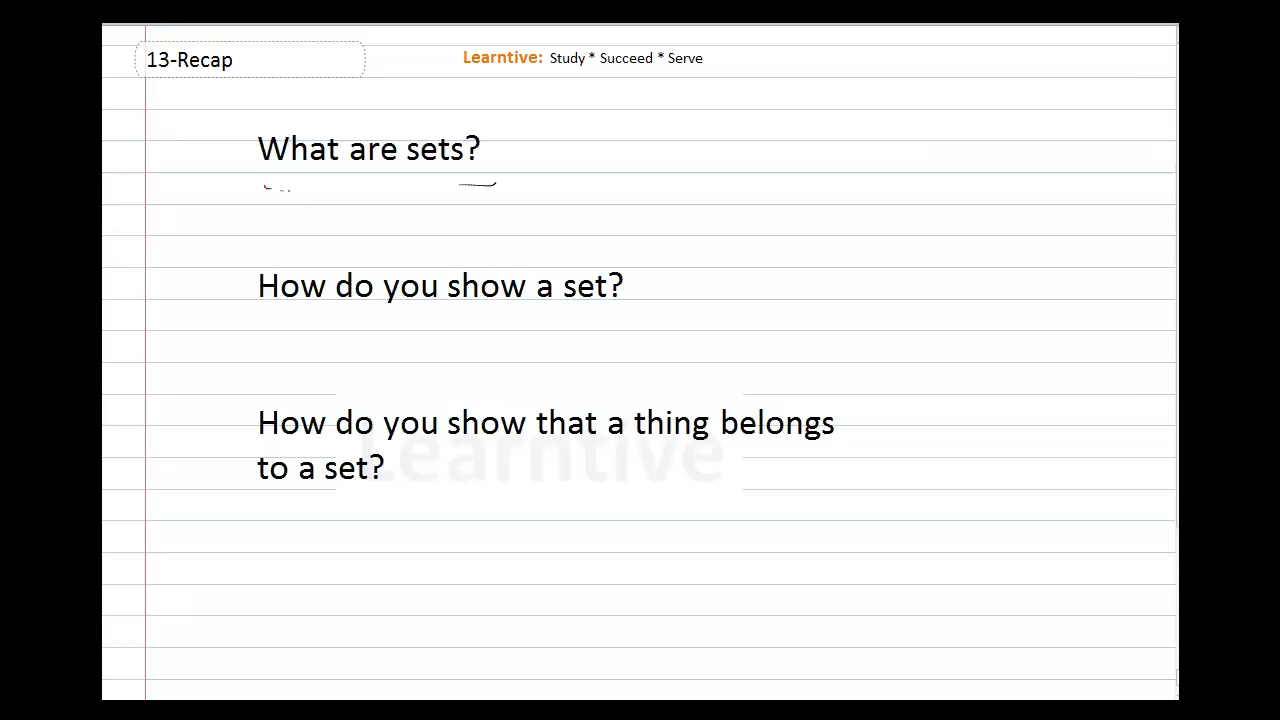 13-Recap
Learntive: Study * Succeed * Serve
What are sets?
How do you show a set?
How do you show that a thing belongs
to a set?
Learntive